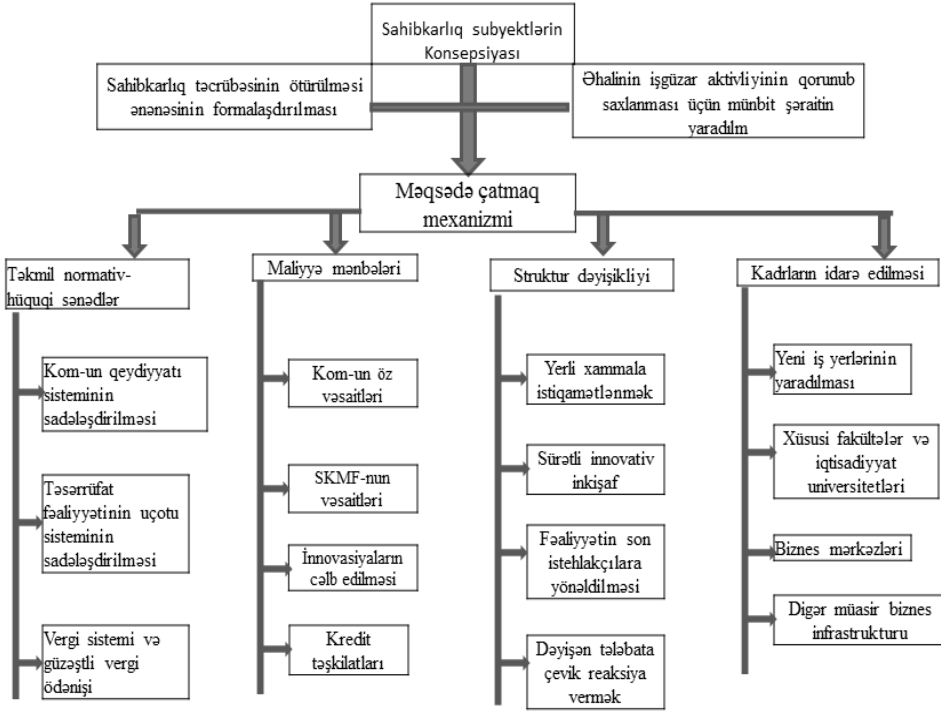 Sahibkarlıq subyektlərin
Konsepsiyası
Sahibkarlıq təcrübəsinin ötürülməsi
ənənəsinin formalaşdırılması
Əhalinin işgüzar aktivliyinin qorunub
saxlanması üçün münbit şəraitin
yaradılm
Məqsədə çatmaq
mexanizmi
Təkmil normativ-
hüquqi sənədlər
Kom-un qeydiyyatı
sisteminin
sadələşdirilməsi
Təsərrüfat
fəaliyyətinin uçotu
sisteminin
sadələşdirilməsi
Vergi sistemi və
güzəştli vergi
ödənişi
Maliyyə mənbələri
Kom-un öz
vəsaitləri
SKMF-nun
vəsaitləri
İnnovasiyaların
cəlb edilməsi
Kredit
təşkilatları
Struktur dəyişikliyi
Yerli xammala
istiqamətlənmək
Sürətli innovativ
inkişaf
Fəaliyyətin son
istehlakçılara
yönəldilməsi
Dəyişən tələbata
çevik reaksiya
vermək
Kadrların idarə edilməsi
Yeni iş yerlərinin
yaradılması
Xüsusi fakültələr və
iqtisadiyyat
universitetləri
Biznes mərkəzləri
Digər müasir biznes
infrastrukturu